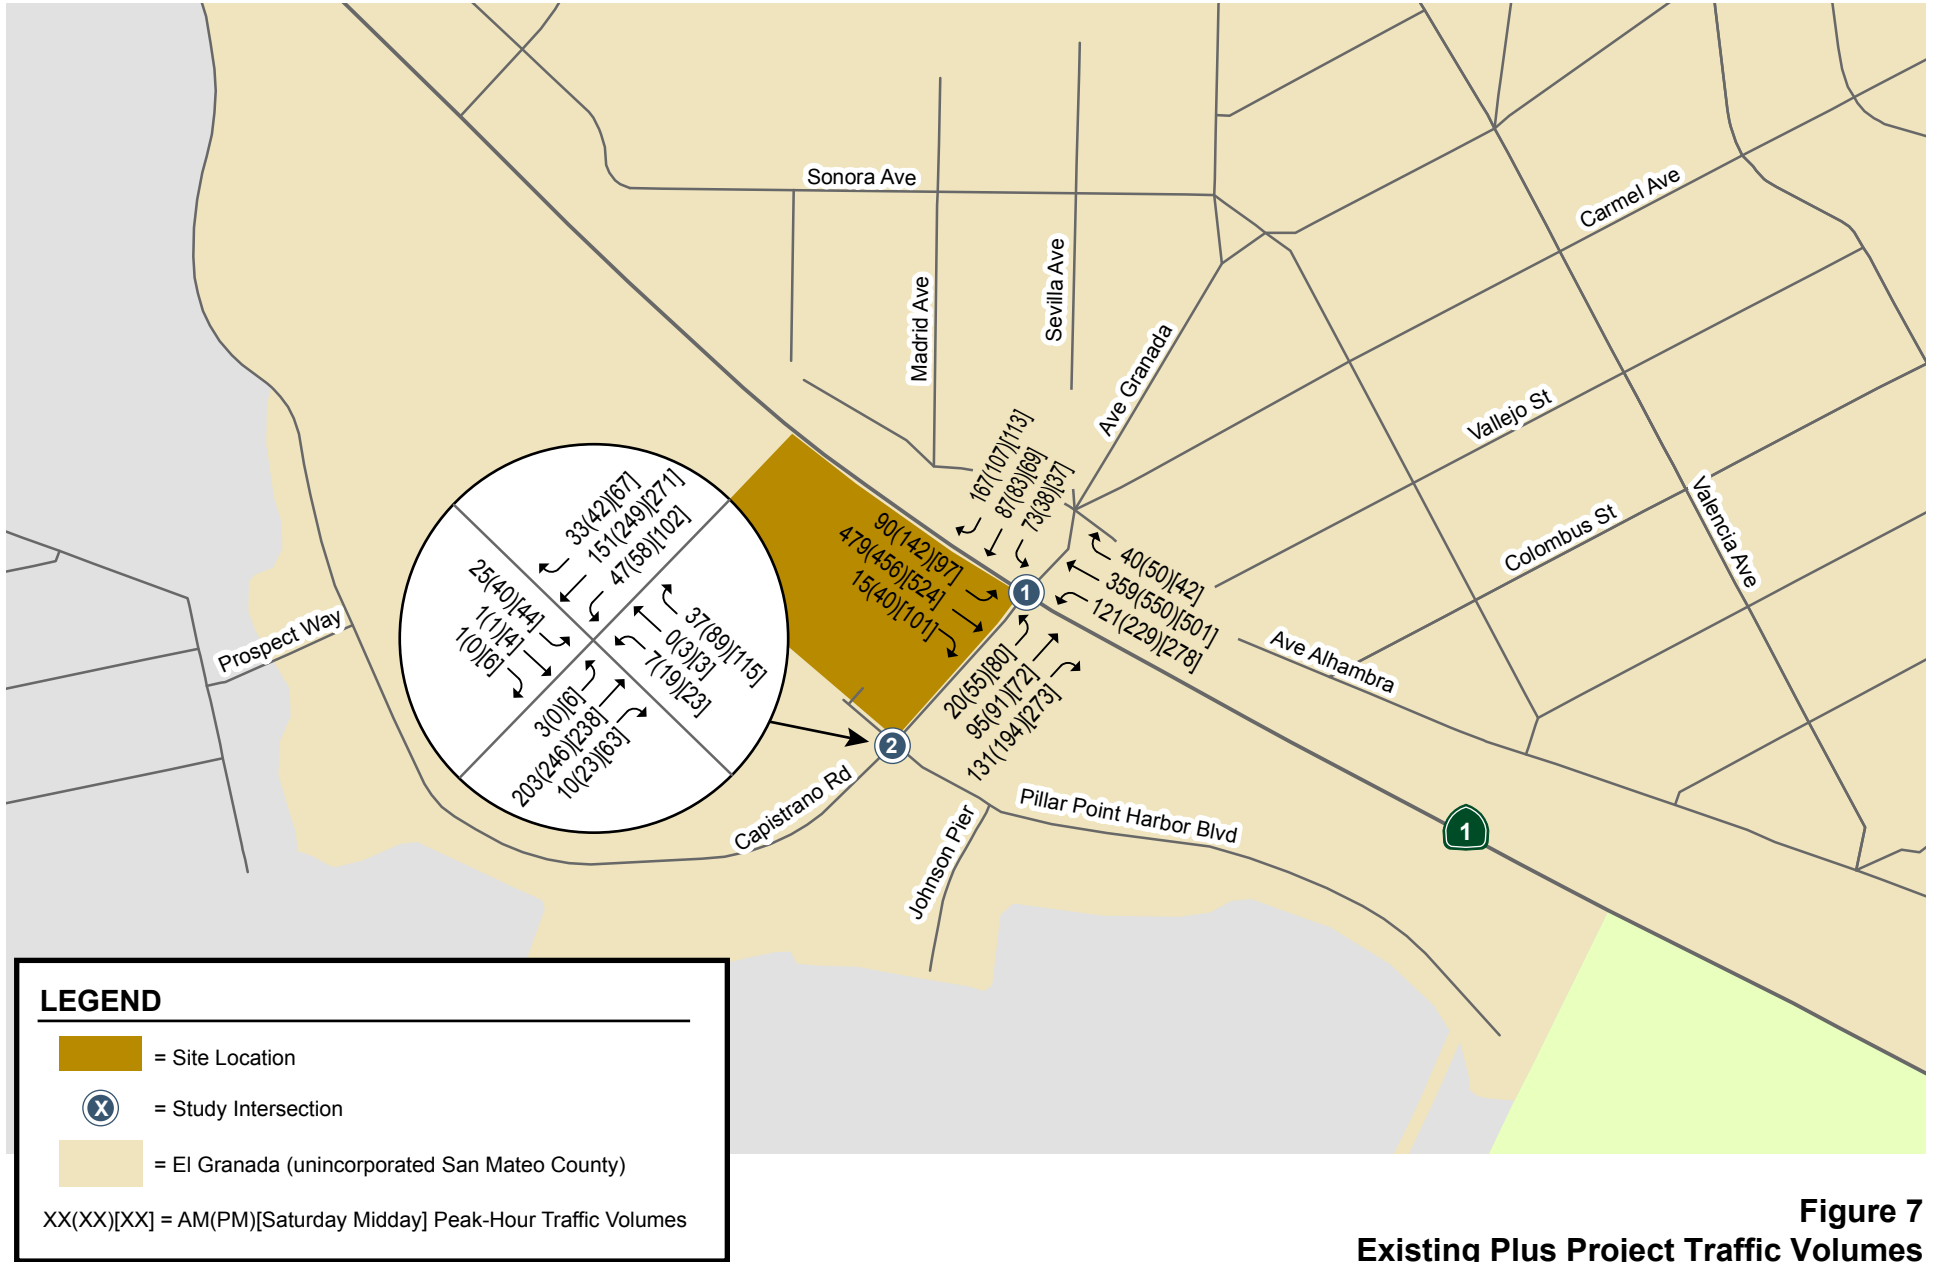 Sonora Ave
Carmel Ave
Madrid Ave
Sevilla Ave
Ave Granada
Vallejo St
Colombus St
Valencia Ave
Ave Alhambra
Prospect Way
Capistrano Rd
Johnson Pier
Pillar Point Harbor Blvd
167(107)[113]
87(83)[69]
73(38)[37]
90(142)[97]
479(456)[524]
15(40)[101]
40(50)[42]
359(550)[501]
121(229)[278]
20(55)[80]
95(91)[72]
131(194)[273]
1
2
1
33(42)[67]
151(249)[271]
47(58)[102]
25(40)[44]
1(1)[4]
1(0)[6]
37(89)[115]
0(3)[3]
7(19)[23]
3(0)[6]
203(246)[238]
10(23)[63]
LEGEND
= Site Location
X = Study Intersection
= El Granada (unincorporated San Mateo County)
XX(XX)[XX] = AM(PM)[Saturday Midday] Peak-Hour Traffic Volumes
Figure 7
Existing Plus Project Traffic Volumes